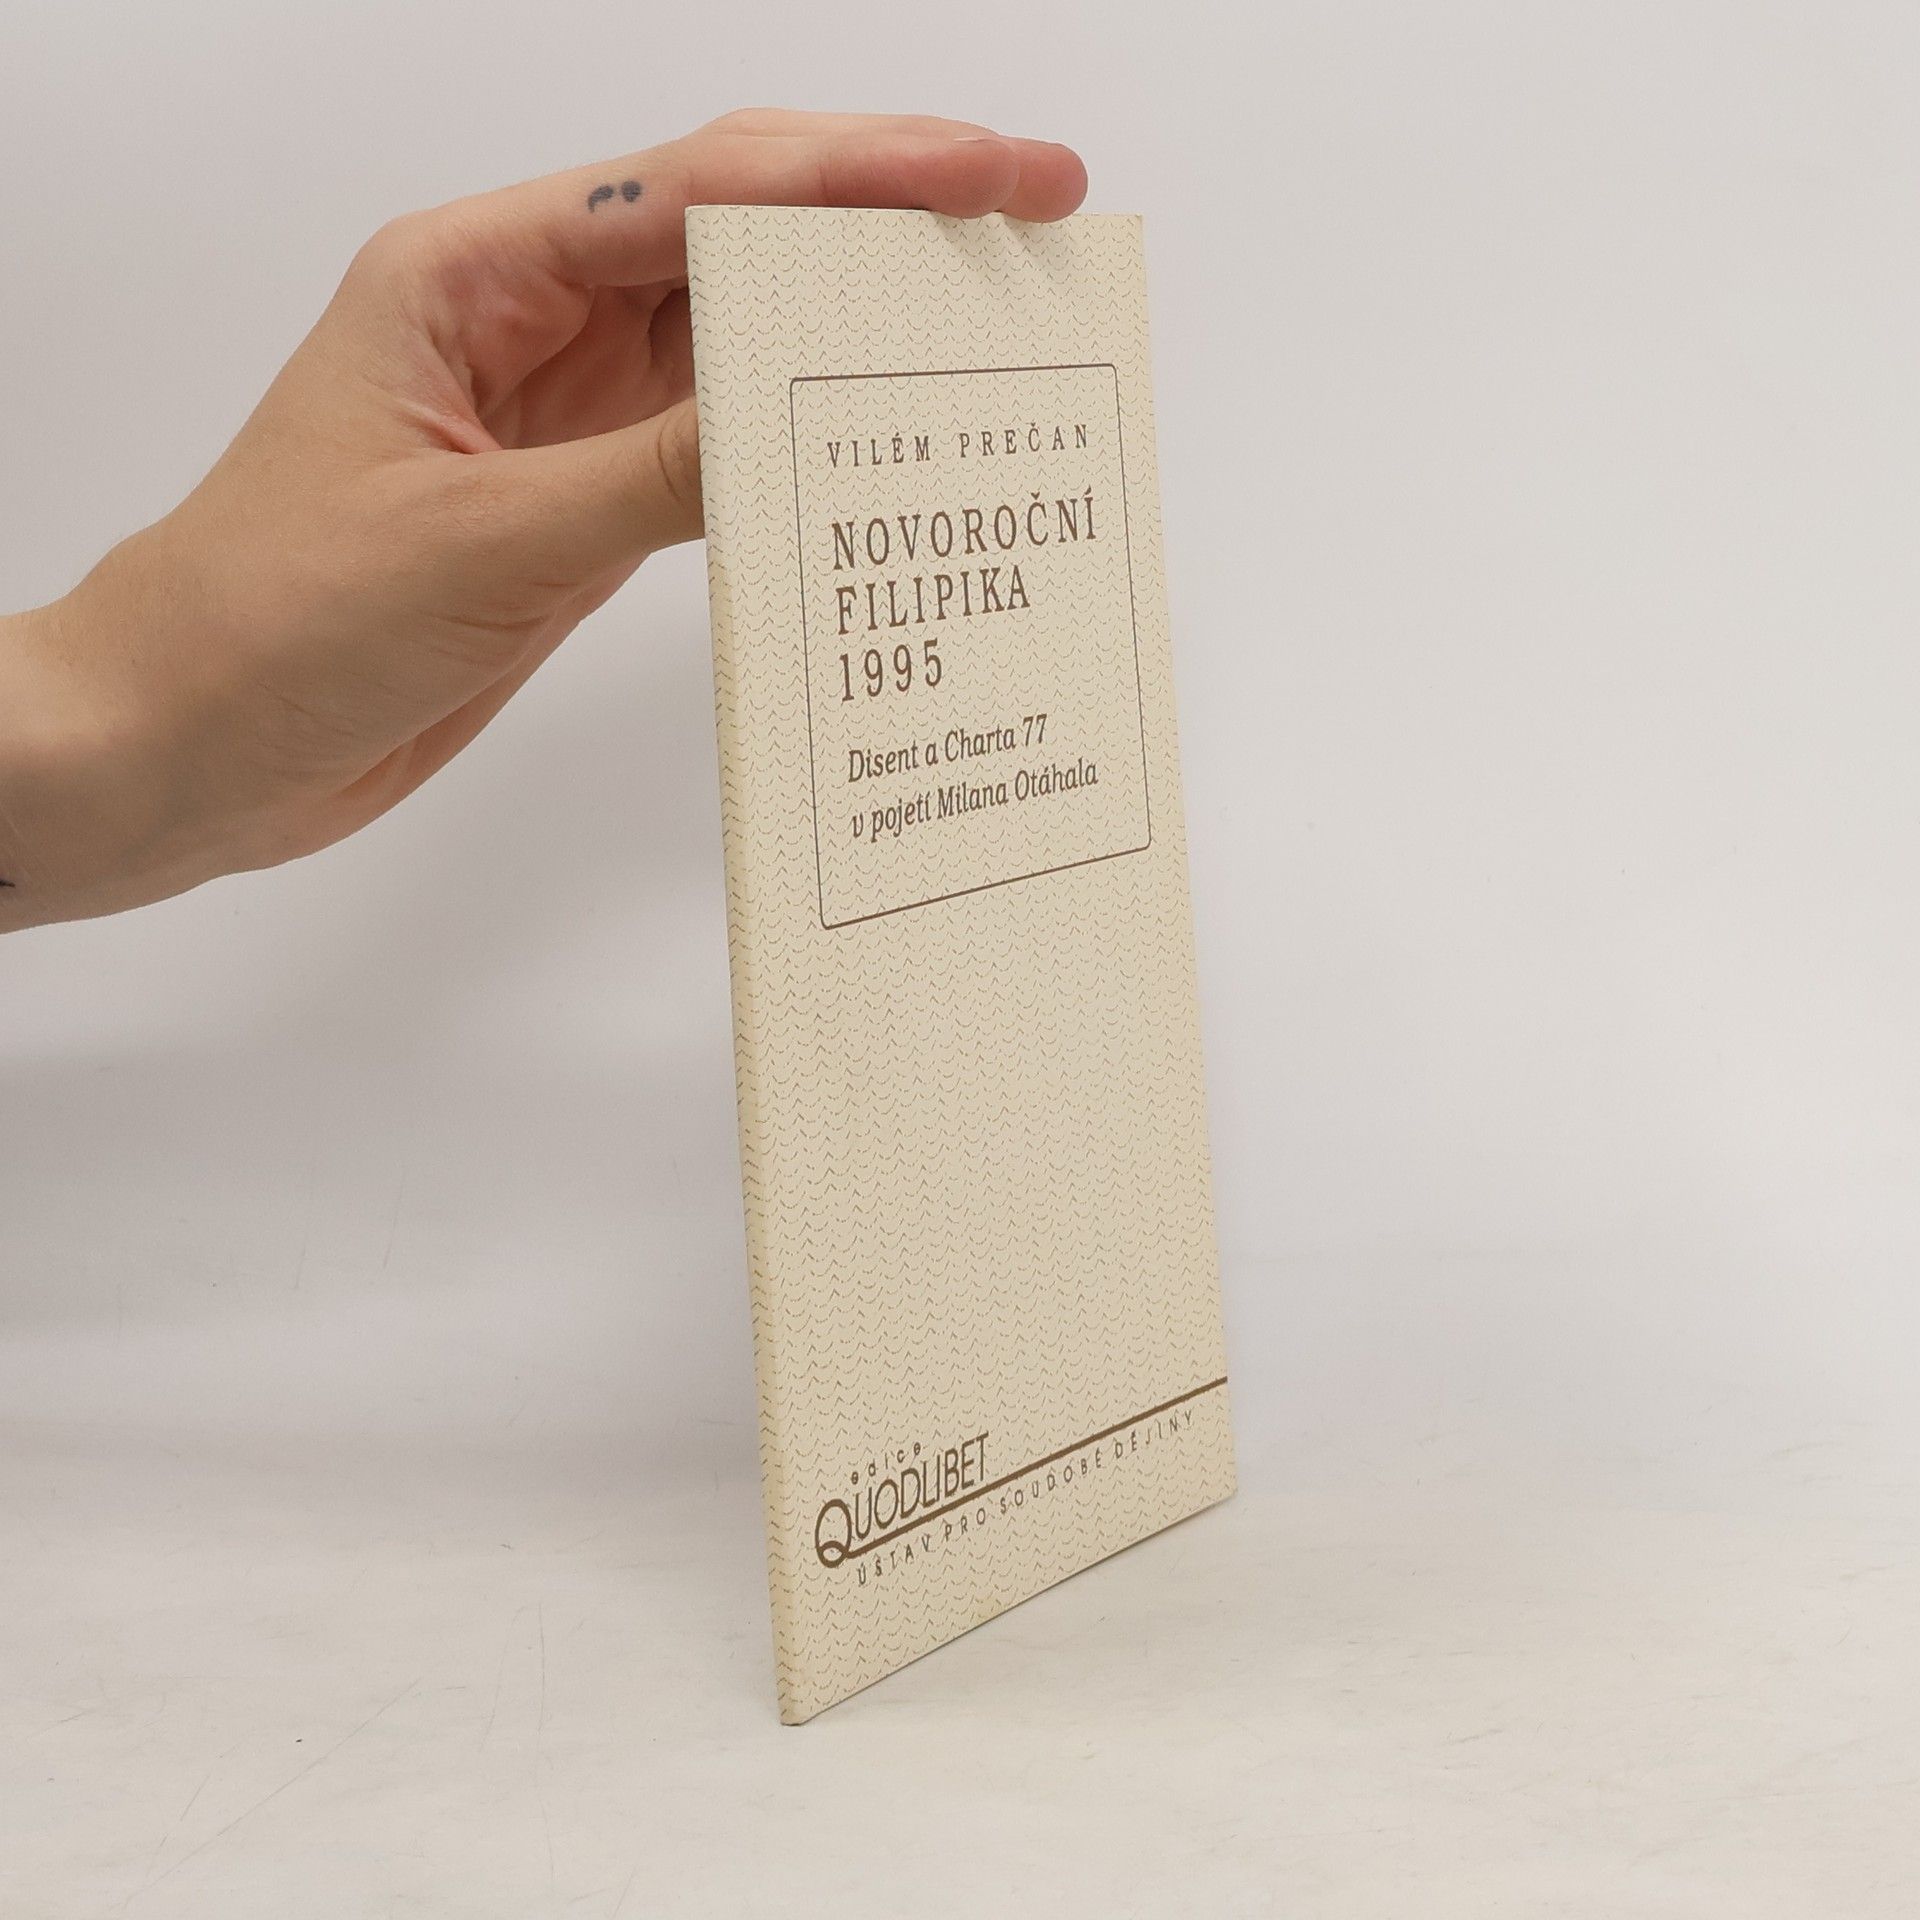 VILÉM PREČAN
NOVOROČNÍ
FILIPIKA
1995
Disent a Charta 77
v pojetí Milana Otáhala
edice
QUODLIBET
ÚSTAV PRO SOUDOBÉ DĚJINY